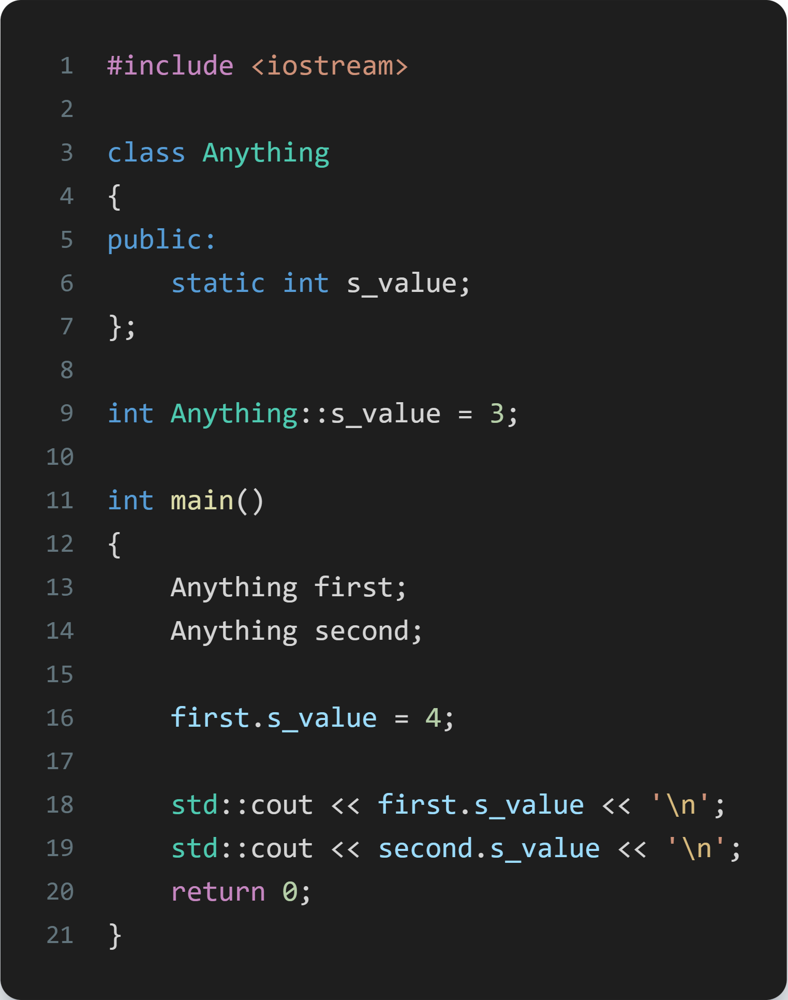 1 #include <iostream>
2
3 class Anything
4 {
5 public:
6     static int s_value;
7 };
8
9 int Anything::s_value = 3;
10
11 int main()
12 {
13     Anything first;
14     Anything second;
15
16     first.s_value = 4;
17
18     std::cout << first.s_value << '\n';
19     std::cout << second.s_value << '\n';
20     return 0;
21 }